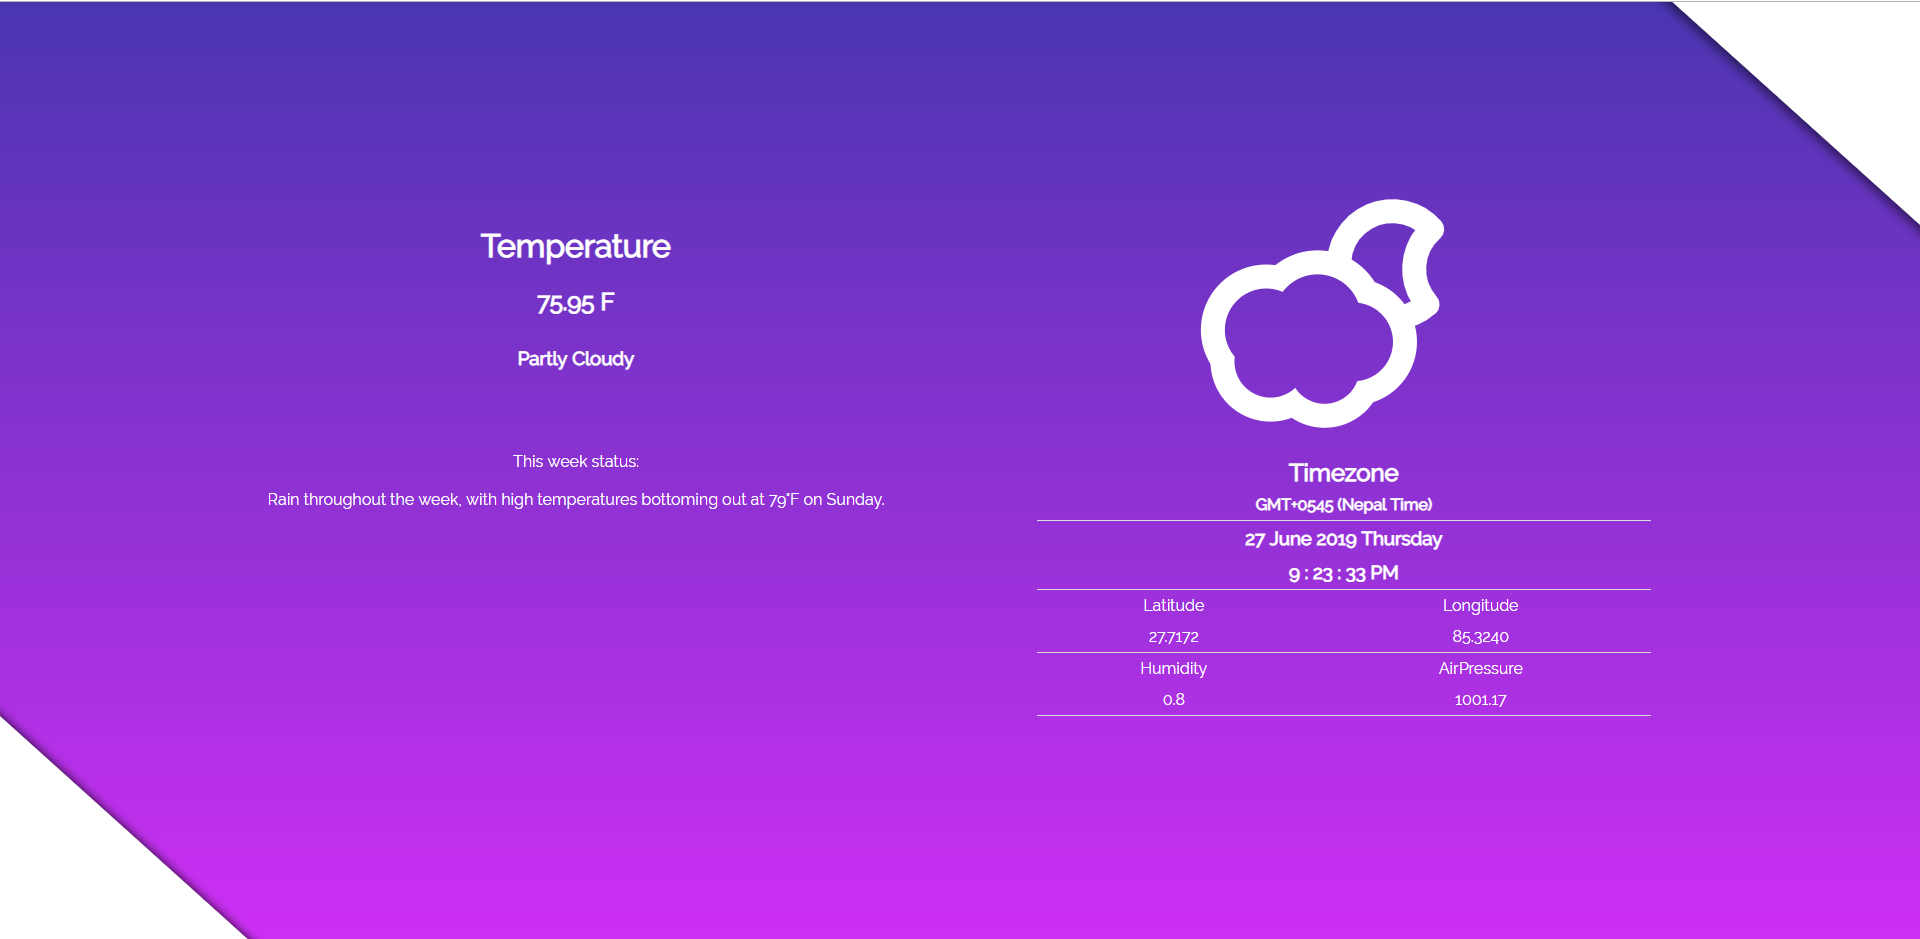 Temperature
75.95 F
Partly Cloudy
This week status:
Rain throughout the week, with high temperatures bottoming out at 79°F on Sunday.
Timezone
GMT+0545 (Nepal Time)
27 June 2019 Thursday
9 : 23 : 33 PM
Latitude Longitude
27.7172 85.3240
Humidity AirPressure
0.8 1001.17